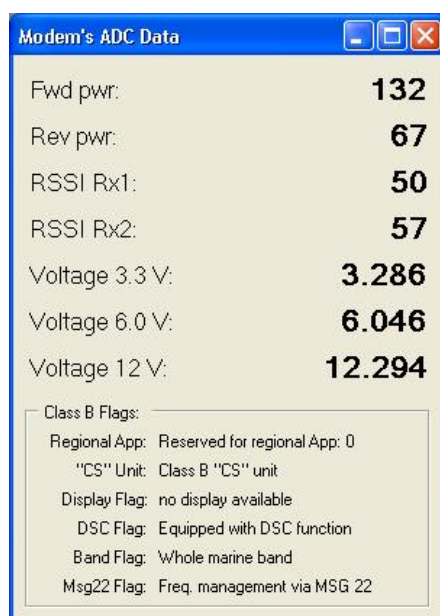 Modem's ADC Data
Fwd pwr: 132
Rev pwr: 67
RSSI Rx1: 50
RSSI Rx2: 57
Voltage 3.3 V: 3.286
Voltage 6.0 V: 6.046
Voltage 12 V: 12.294
Class B Flags:
Regional App: Reserved for regional App: 0
"CS" Unit: Class B "CS" unit
Display Flag: no display available
DSC Flag: Equipped with DSC function
Band Flag: Whole marine band
Msg22 Flag: Freq. management via MSG 22